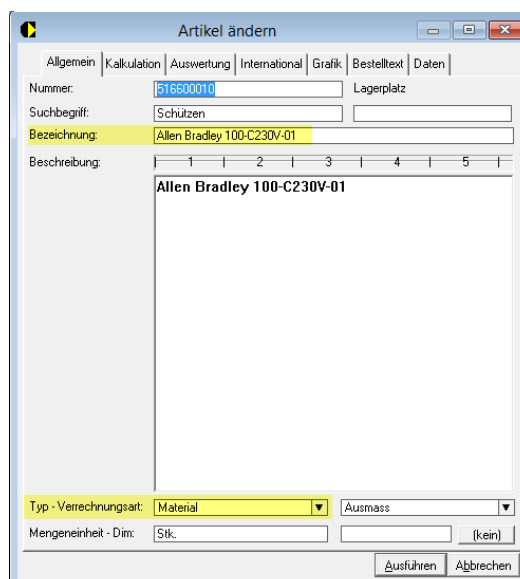 Artikel ändern
Allgemein Kalkulation Auswertung International Grafik Bestelltext Daten
Nummer: 516600010 Lagerplatz
Suchbegriff: Schützen
Bezeichnung: Allen Bradley 100-C230V-01
Beschreibung: 1 2 3 4 5
Allen Bradley 100-C230V-01
Typ - Verrechnungsart: Material Ausmass
Mengeneinheit - Dim: Stk. (kein)
Ausführen Abbrechen